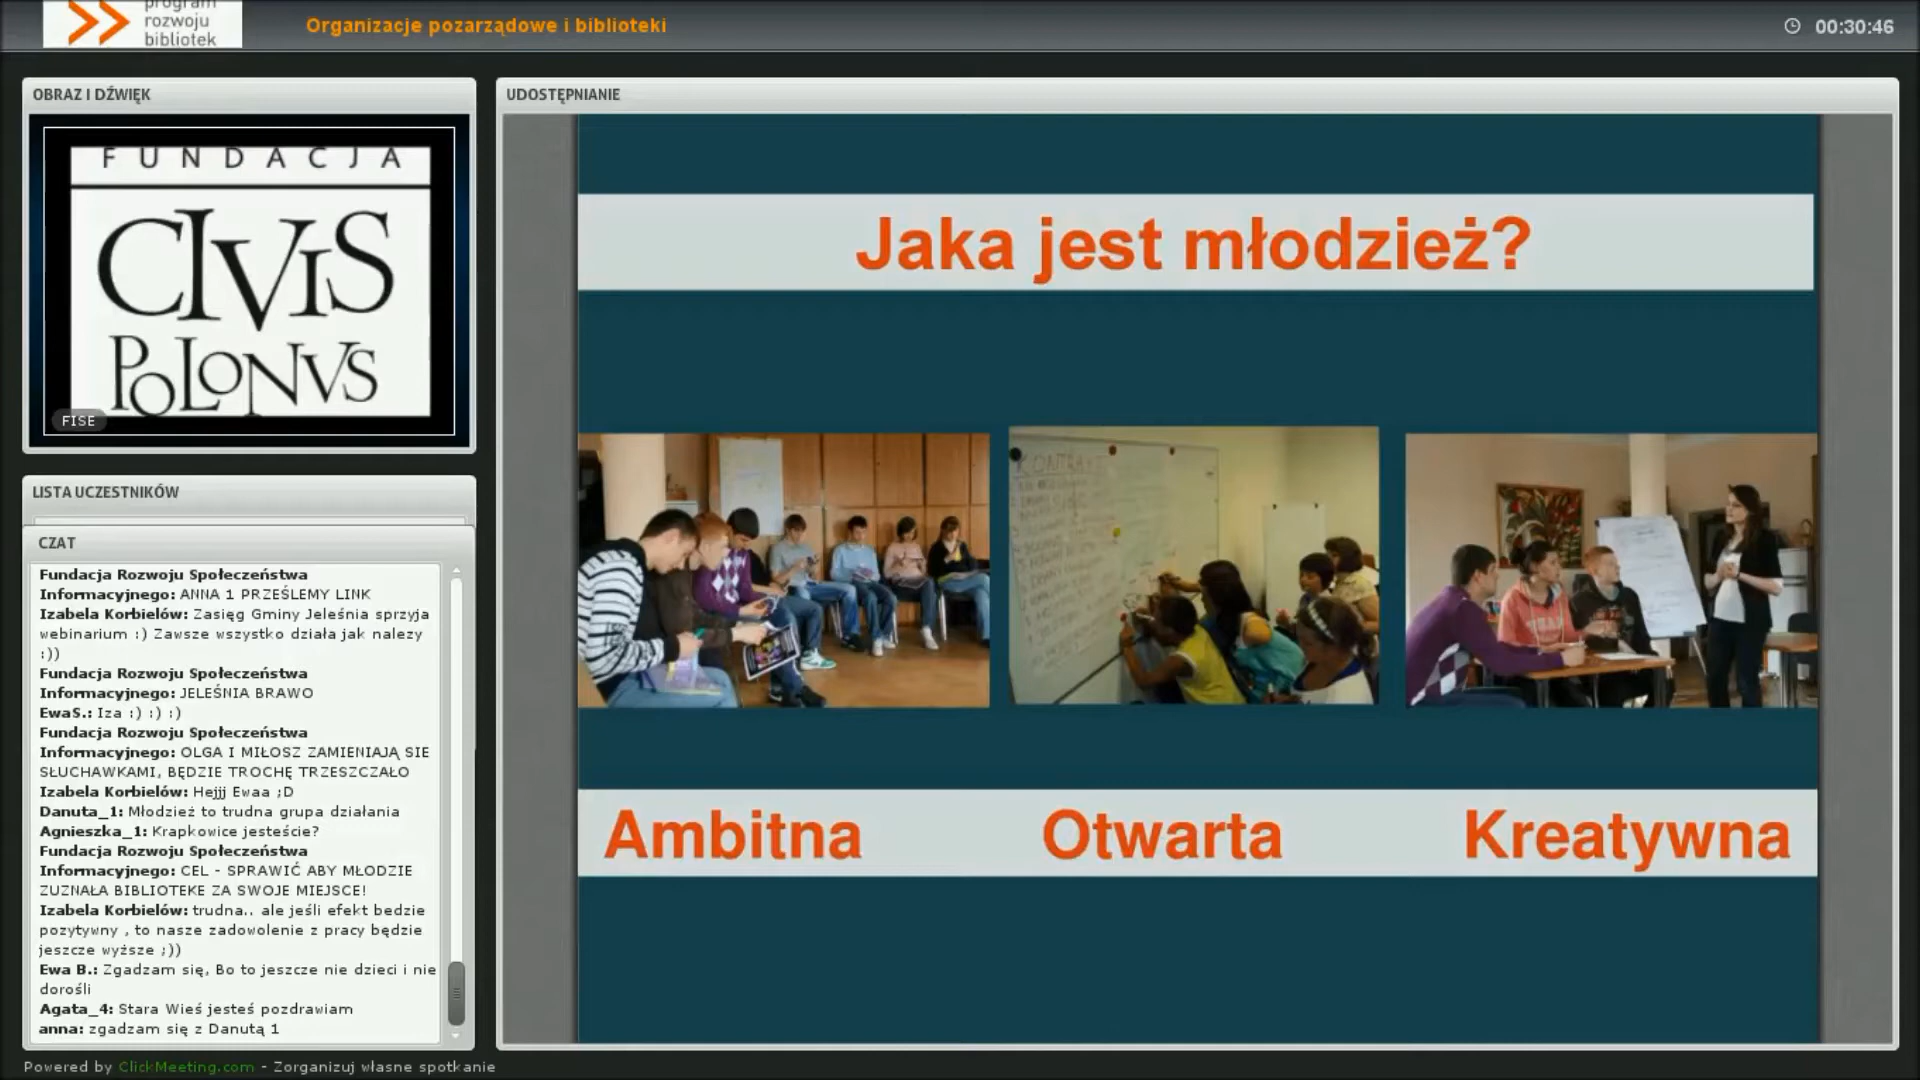 program
rozwoju
bibliotek
Organizacje pozarządowe i biblioteki
00:30:46
OBRAZ I DŹWIĘK
FUNDACJA
CIVIS
POLONVS
FISE
LISTA UCZESTNIKÓW
CZAT
Fundacja Rozwoju Społeczeństwa
Informacyjnego: ANNA 1 PRZEŚLEMY LINK
Izabela Korbielów: Zasięg Gminy Jeleśnia sprzyja
webinarium :) Zawsze wszystko działa jak nalezy
:))
Fundacja Rozwoju Społeczeństwa
Informacyjnego: JELEŚNIA BRAWO
EwaS.: Iza :) :) :)
Fundacja Rozwoju Społeczeństwa
Informacyjnego: OLGA I MIŁOSZ ZAMIENIAJĄ SIE
SŁUCHAWKAMI, BĘDZIE TROCHĘ TRZESZCZAŁO
Izabela Korbielów: Hejjj Ewaa ;D
Danuta_1: Młodzież to trudna grupa działania
Agnieszka_1: Krapkowice jesteście?
Fundacja Rozwoju Społeczeństwa
Informacyjnego: CEL - SPRAWIĆ ABY MŁODZIE
ZUZNAŁA BIBLIOTEKE ZA SWOJE MIEJSCE!
Izabela Korbielów: trudna.. ale jeśli efekt bedzie
pozytywny , to nasze zadowolenie z pracy będzie
jeszcze wyższe ;))
Ewa B.: Zgadzam się, Bo to jeszcze nie dzieci i nie
dorośli
Agata_4: Stara Wieś jesteś pozdrawiam
anna: zgadzam się z Danutą 1
UDOSTĘPNIANIE
Jaka jest młodzież?
KONTRAKT
Ambitna Otwarta Kreatywna
Powered by ClickMeeting.com - Zorganizuj własne spotkanie